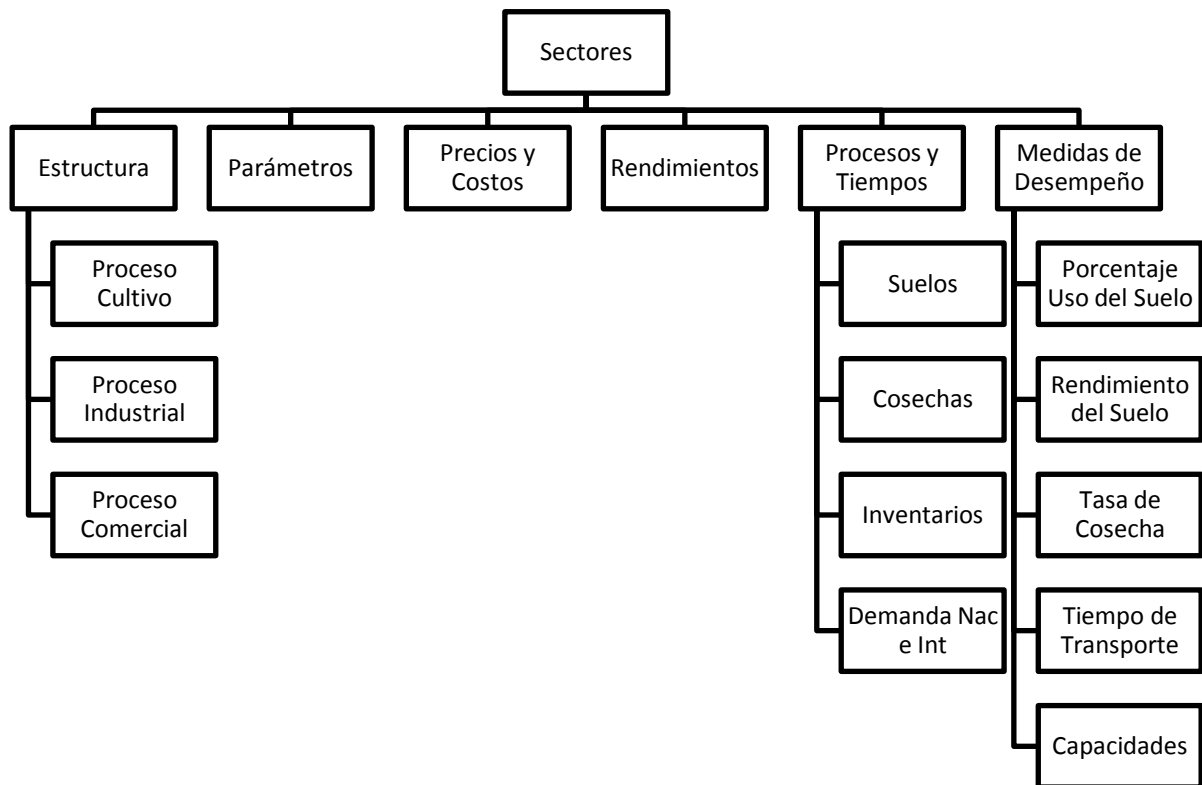 Sectores
Estructura
Parámetros
Precios y
Costos
Rendimientos
Procesos y
Tiempos
Medidas de
Desempeño
Proceso
Cultivo
Proceso
Industrial
Proceso
Comercial
Suelos
Cosechas
Inventarios
Demanda Nac
e Int
Porcentaje
Uso del Suelo
Rendimiento
del Suelo
Tasa de
Cosecha
Tiempo de
Transporte
Capacidades